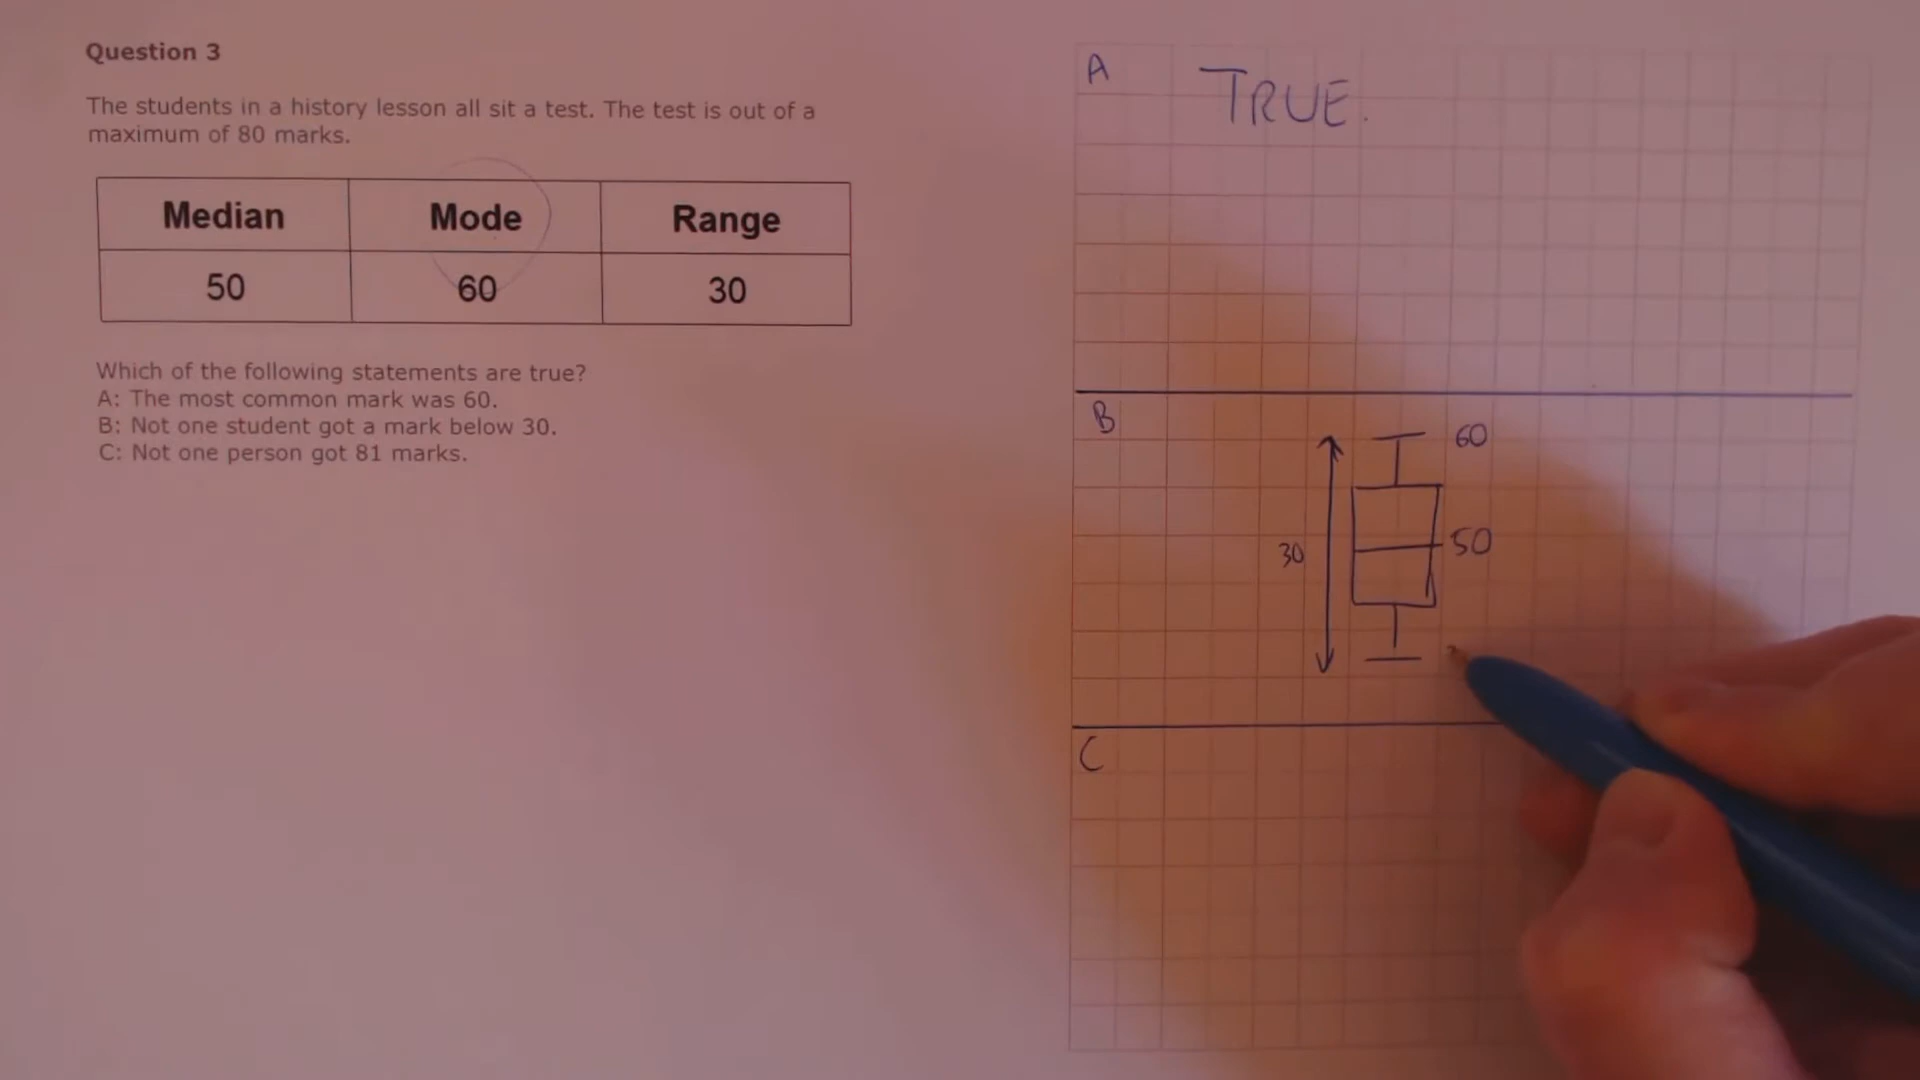 Question 3
The students in a history lesson all sit a test. The test is out of a
maximum of 80 marks.
Median Mode Range
50 60 30
Which of the following statements are true?
A: The most common mark was 60.
B: Not one student got a mark below 30.
C: Not one person got 81 marks.
A TRUE.
B
60
30 50
C